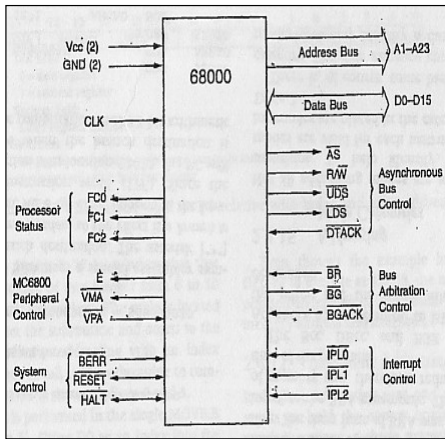 Vcc (2)
GND (2)
CLK
68000
Address Bus
A1–A23
Data Bus
D0–D15
Processor
Status
FC0
FC1
FC2
AS
R/W
UDS
LDS
DTACK
Asynchronous
Bus
Control
MC6800
Peripheral
Control
E
VMA
VPA
BR
BG
BGACK
Bus
Arbitration
Control
System
Control
BERR
RESET
HALT
IPL0
IPL1
IPL2
Interrupt
Control